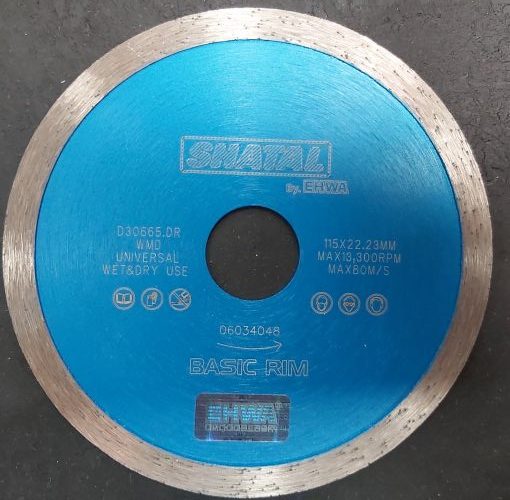 SHATAL
By. EHWA
D30665.DR
WMD
UNIVERSAL
WET&DRY USE
115X22.23MM
MAX13,300RPM
MAX80M/S
06034048
BASIC RIM
EHWA